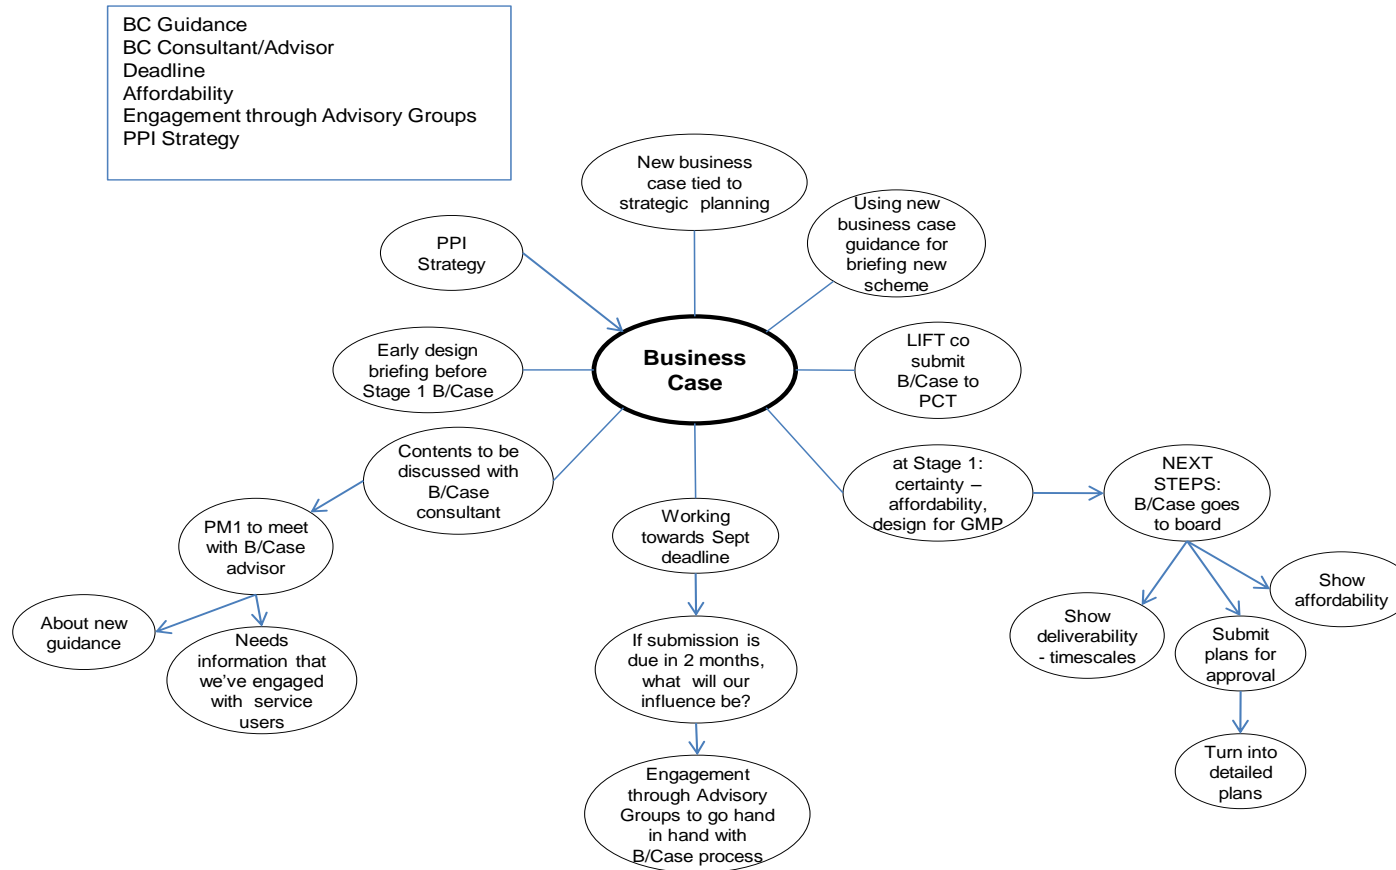 BC Guidance
BC Consultant/Advisor
Deadline
Affordability
Engagement through Advisory Groups
PPI Strategy
New business
case tied to
strategic planning
Using new
business case
guidance for
briefing new
scheme
PPI
Strategy
Early design
briefing before
Stage 1 B/Case
Business
Case
LIFT co
submit
B/Case to
PCT
Contents to be
discussed with
B/Case
consultant
at Stage 1:
certainty –
affordability,
design for GMP
NEXT
STEPS:
B/Case goes
to board
PM1 to meet
with B/Case
advisor
Working
towards Sept
deadline
Show
affordability
About new
guidance
Needs
information that
we've engaged
with service
users
If submission is
due in 2 months,
what will our
influence be?
Show
deliverability
- timescales
Submit
plans for
approval
Turn into
detailed
plans
Engagement
through Advisory
Groups to go hand
in hand with
B/Case process